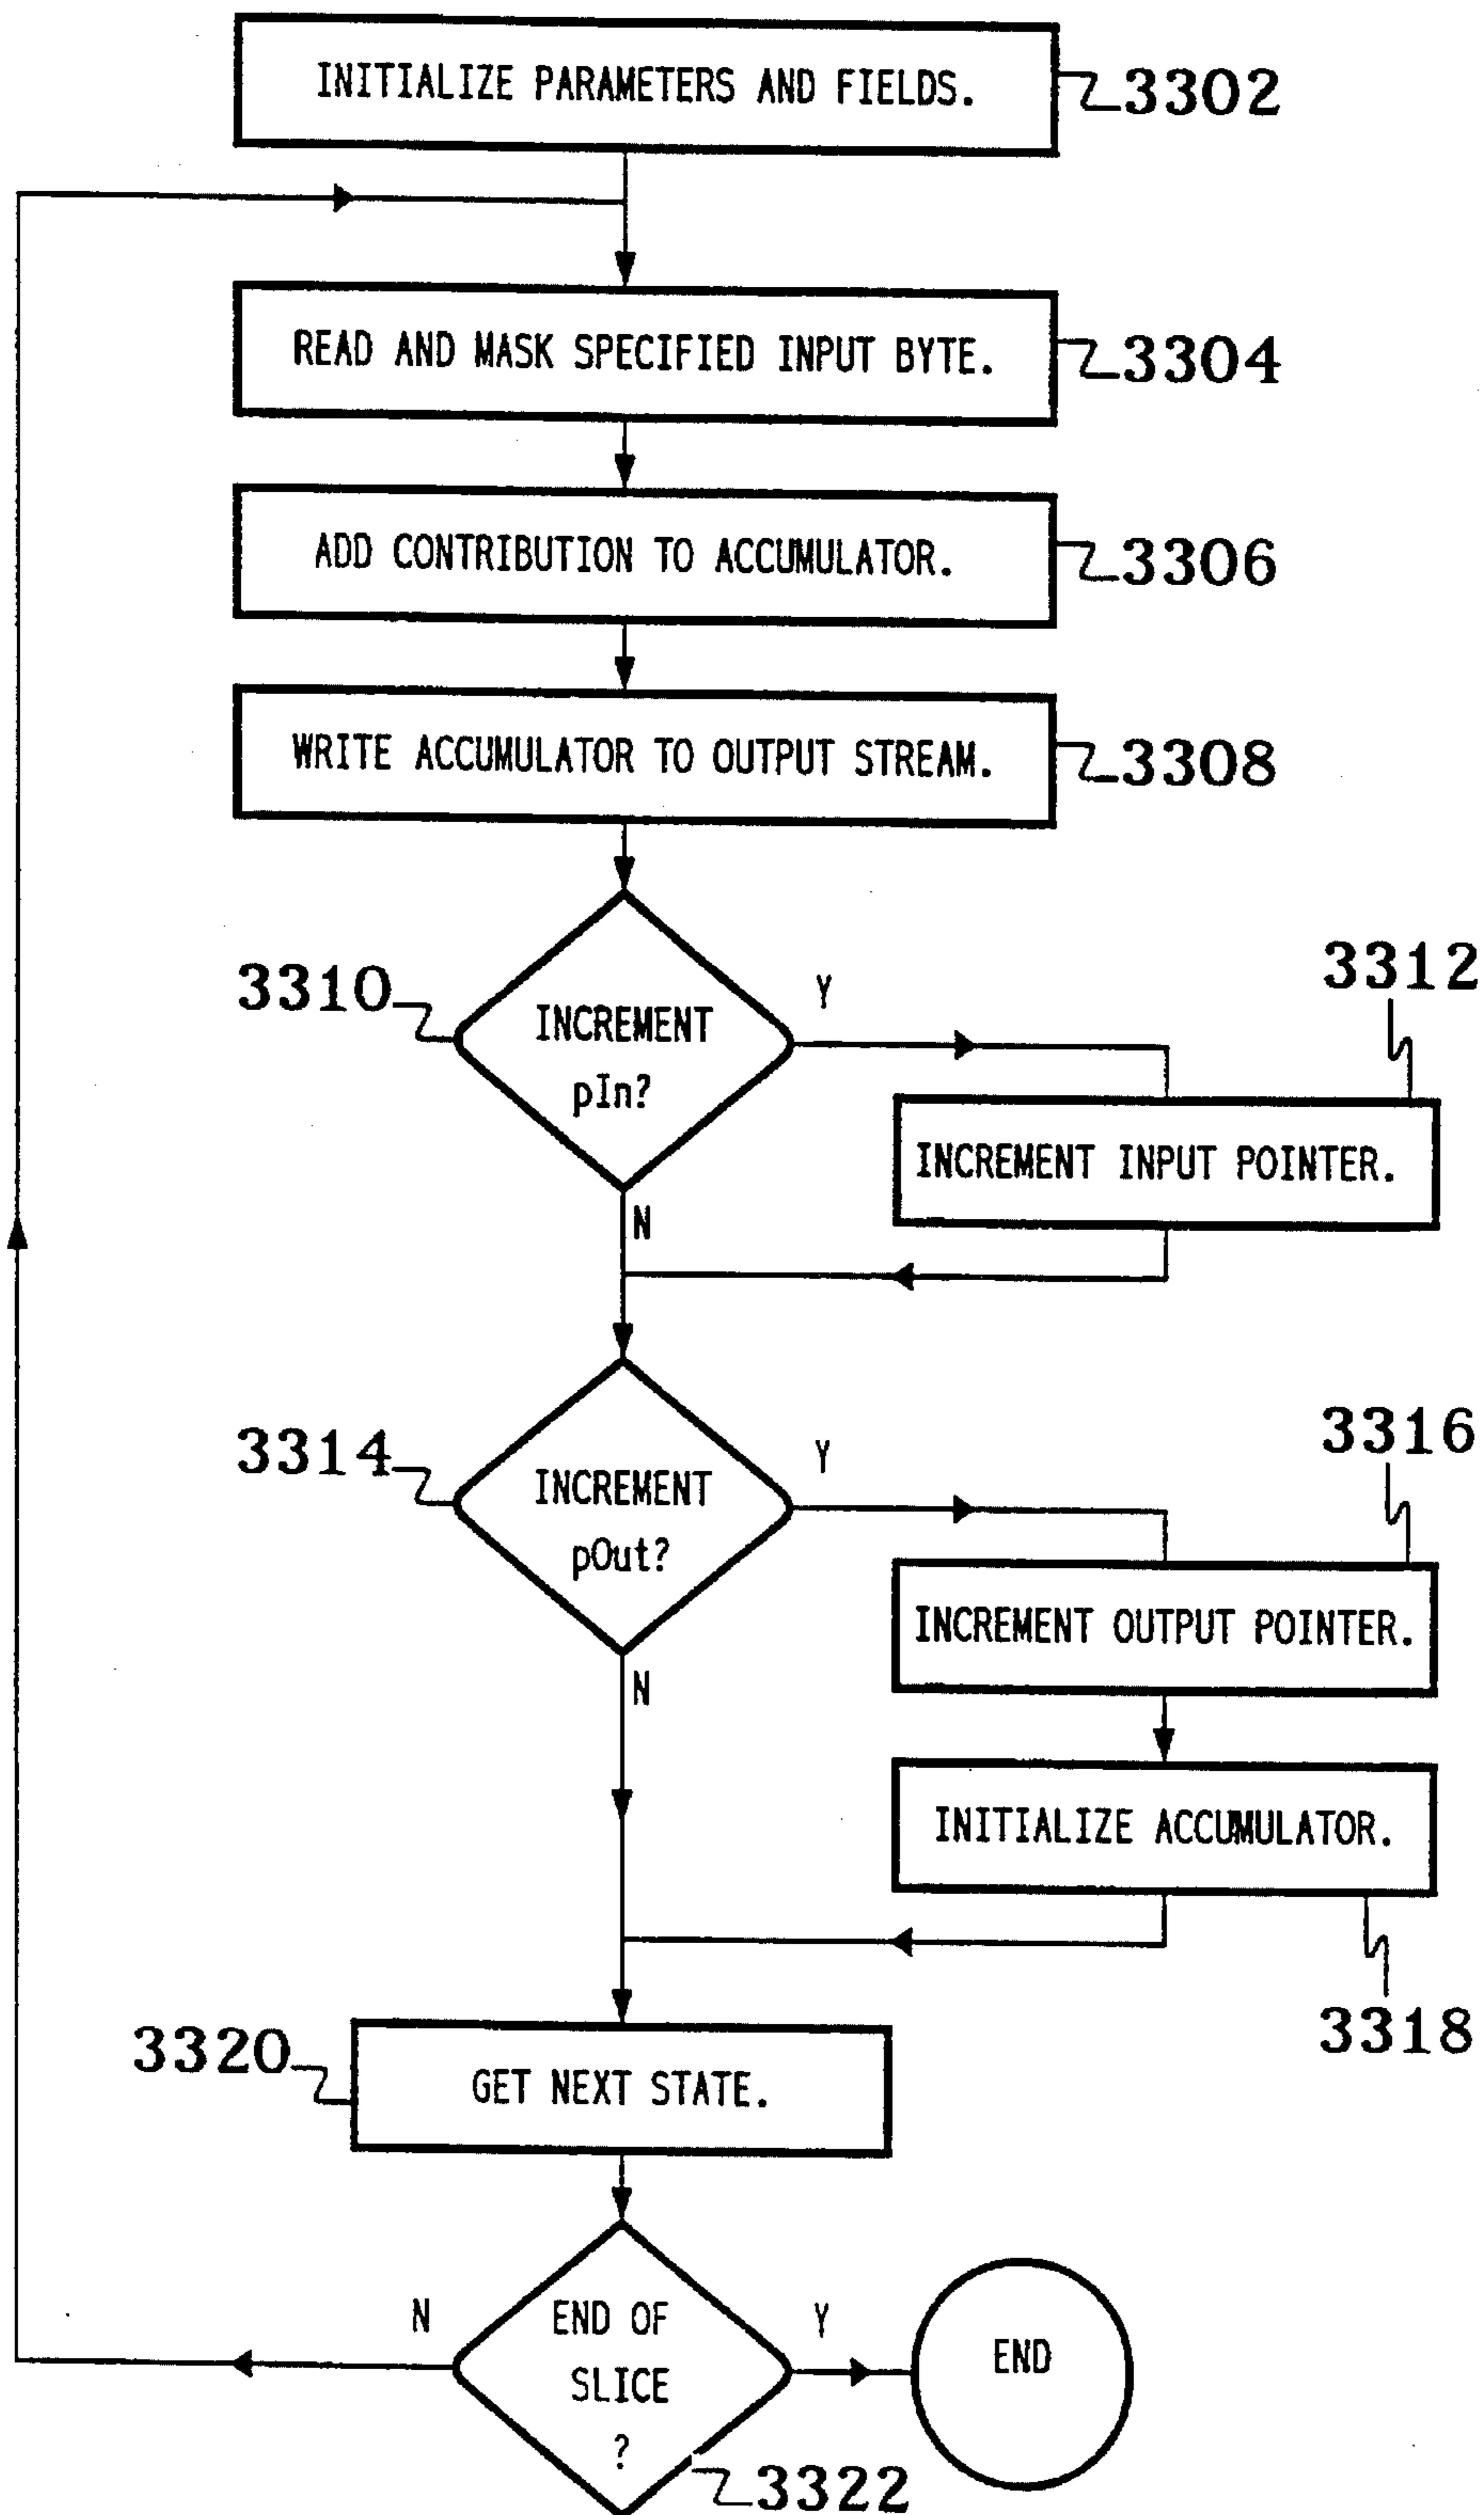 INITIALIZE PARAMETERS AND FIELDS.
3302
READ AND MASK SPECIFIED INPUT BYTE.
3304
ADD CONTRIBUTION TO ACCUMULATOR.
3306
WRITE ACCUMULATOR TO OUTPUT STREAM.
3308
3310
INCREMENT
pIn?
Y
N
3312
INCREMENT INPUT POINTER.
3314
INCREMENT
pOut?
Y
N
3316
INCREMENT OUTPUT POINTER.
INITIALIZE ACCUMULATOR.
3318
3320
GET NEXT STATE.
N
END OF
SLICE
?
Y
END
3322